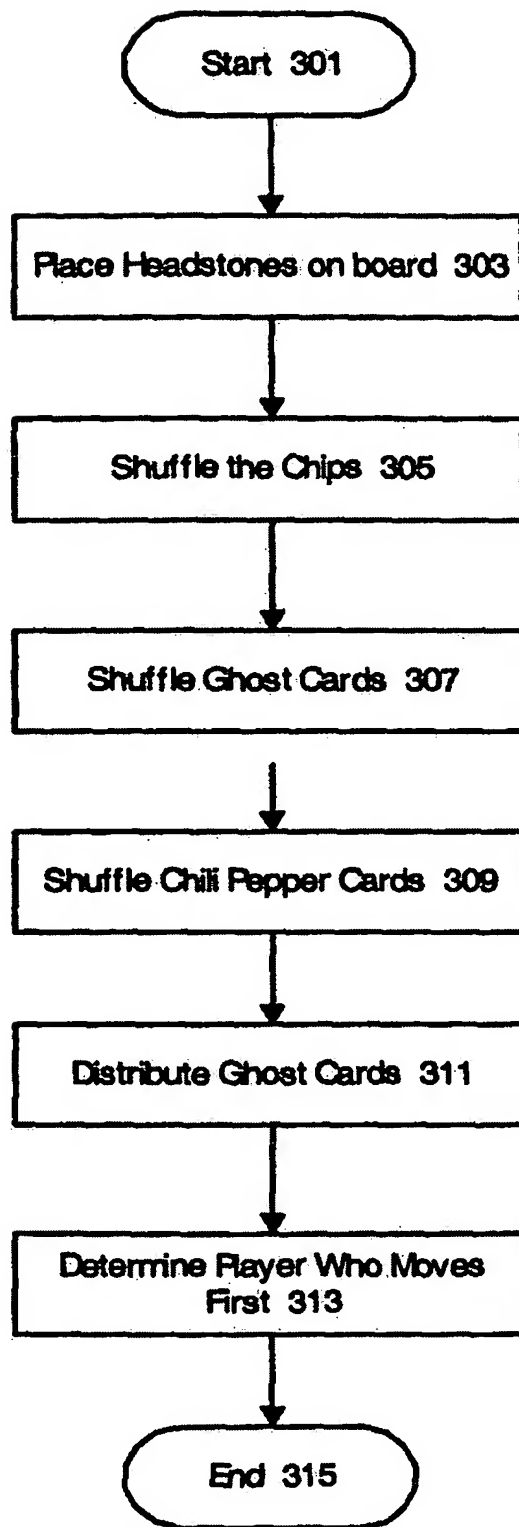 Start 301
Place Headstones on board 303
Shuffle the Chips 305
Shuffle Ghost Cards 307
Shuffle Chili Pepper Cards 309
Distribute Ghost Cards 311
Determine Player Who Moves
First 313
End 315